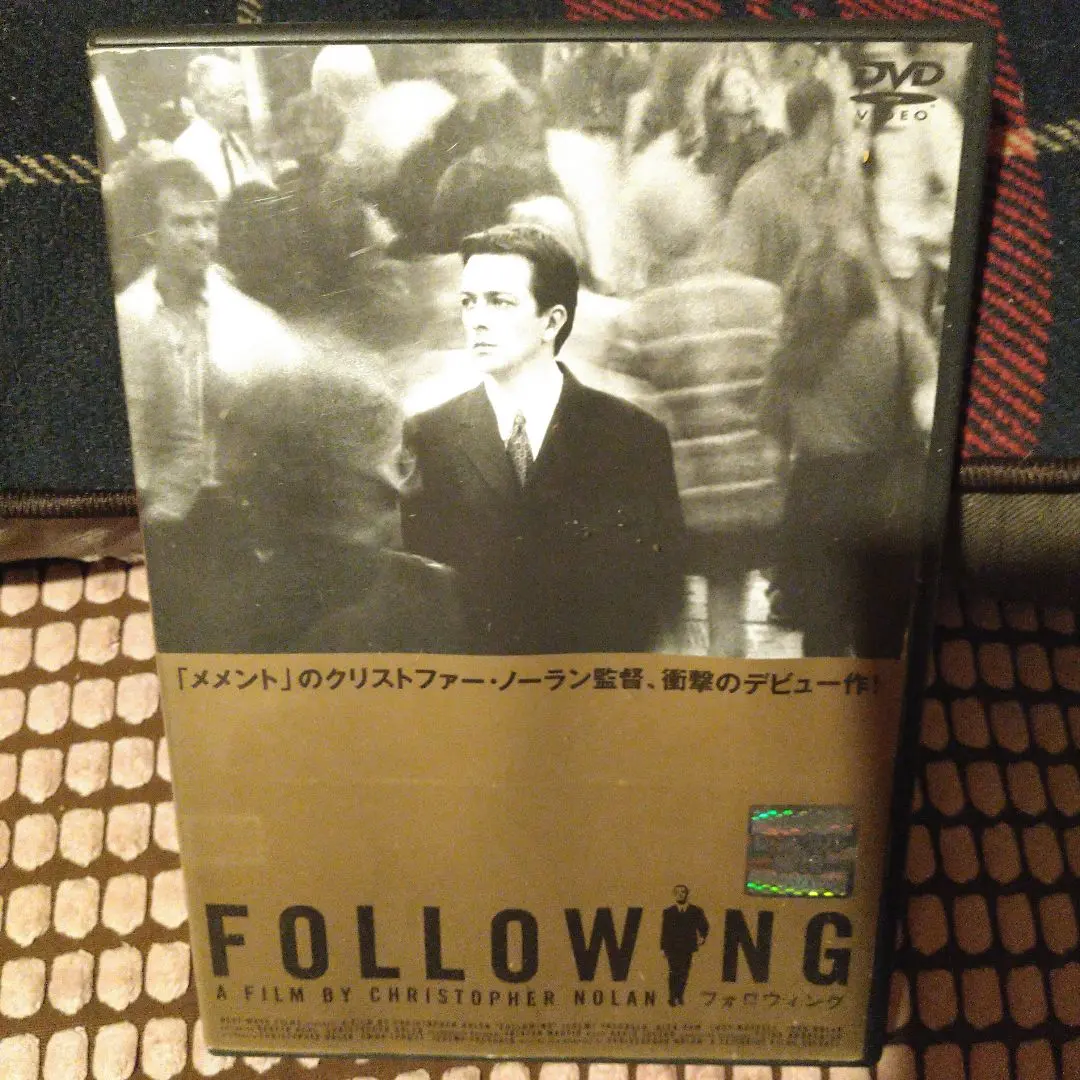 DVD
VIDEO
「メメント」のクリストファー・ノーラン監督、衝撃のデビュー作!
FOLLOWING
A FILM BY CHRISTOPHER NOLAN フォロウィング